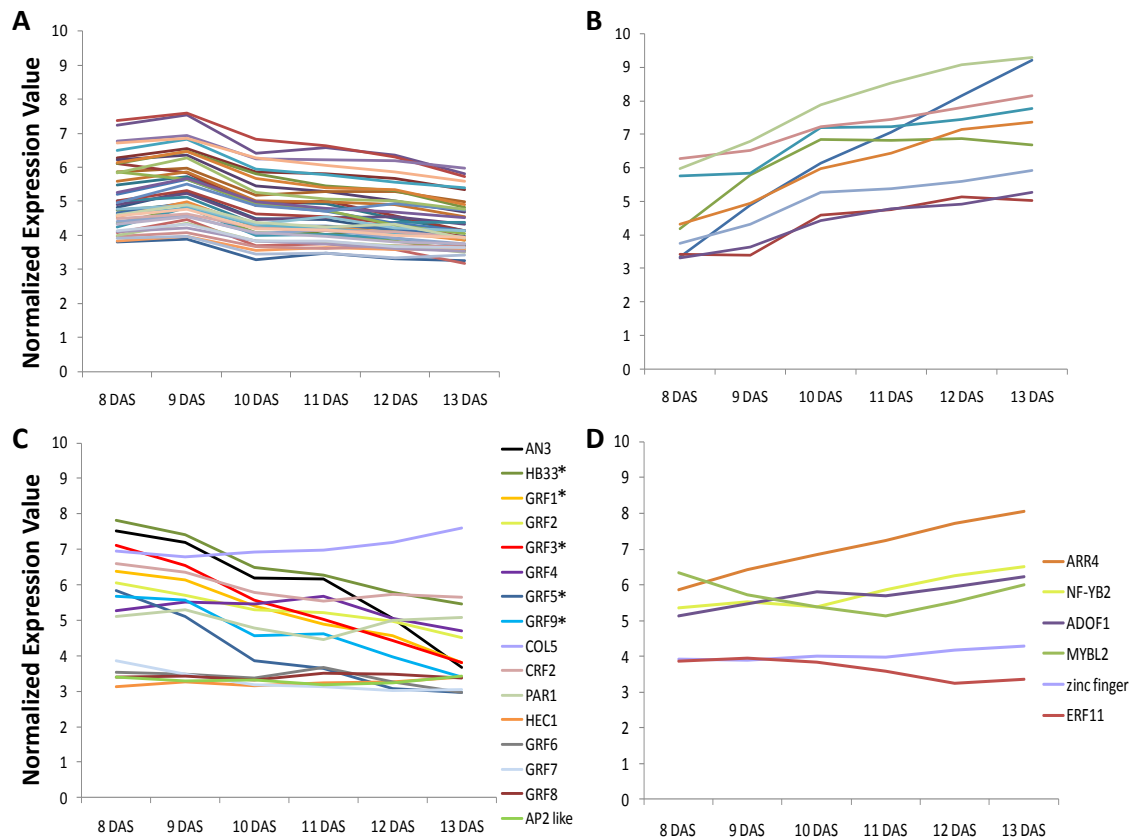 A
B
Normalized Expression Value
10
9
8
7
6
5
4
3
2
1
0
8 DAS 9 DAS 10 DAS 11 DAS 12 DAS 13 DAS
10
9
8
7
6
5
4
3
2
1
0
8 DAS 9 DAS 10 DAS 11 DAS 12 DAS 13 DAS
C
D
Normalized Expression Value
10
9
8
7
6
5
4
3
2
1
0
8 DAS 9 DAS 10 DAS 11 DAS 12 DAS 13 DAS
AN3
HB33*
GRF1*
GRF2
GRF3*
GRF4
GRF5*
GRF9*
COL5
CRF2
PAR1
HEC1
GRF6
GRF7
GRF8
AP2 like
10
9
8
7
6
5
4
3
2
1
0
8 DAS 9 DAS 10 DAS 11 DAS 12 DAS 13 DAS
ARR4
NF-YB2
ADOF1
MYBL2
zinc finger
ERF11